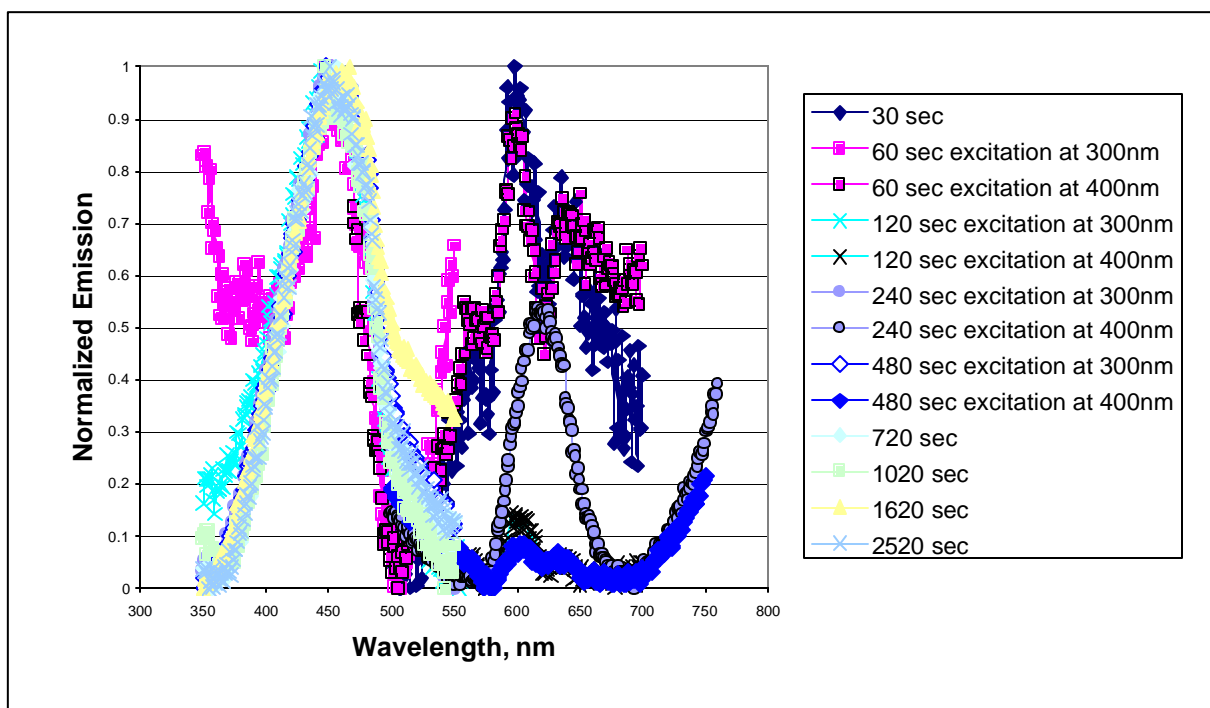 1
0.9
0.8
0.7
0.6
0.5
0.4
0.3
0.2
0.1
0
Normalized Emission
300 350 400 450 500 550 600 650 700 750 800
Wavelength, nm
30 sec
60 sec excitation at 300nm
60 sec excitation at 400nm
120 sec excitation at 300nm
120 sec excitation at 400nm
240 sec excitation at 300nm
240 sec excitation at 400nm
480 sec excitation at 300nm
480 sec excitation at 400nm
720 sec
1020 sec
1620 sec
2520 sec